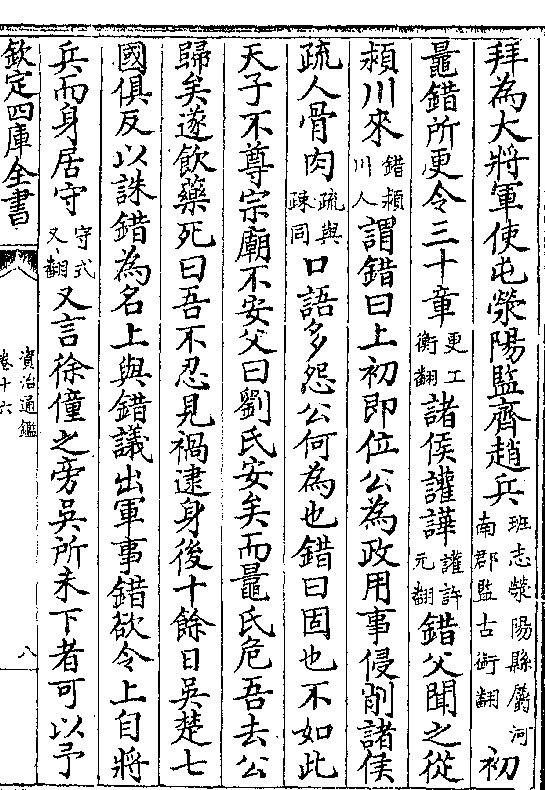 拜為大將軍使屯滎陽監齊趙兵班志滎陽縣屬河南郡監古銜翻初
鼂錯所更令三十章更工衡翻諸侯讙譁讙許元翻錯父聞之從
潁川來錯潁川人謂錯曰上初即位公為政用事侵削諸侯
疏人骨肉疏與疎同口語多怨公何為也錯曰固也不如此
天子不尊宗廟不安父曰劉氏安矣而鼂氏危吾去公
歸矣遂飲藥死曰吾不忍見禍逮身後十餘日吳楚七
國俱反以誅錯為名上與錯議出軍事錯欲令上自將
兵而身居守守式又翻又言徐僮之旁吳所未下者可以予
欽定四庫全書
資治通鑑
卷十六
八